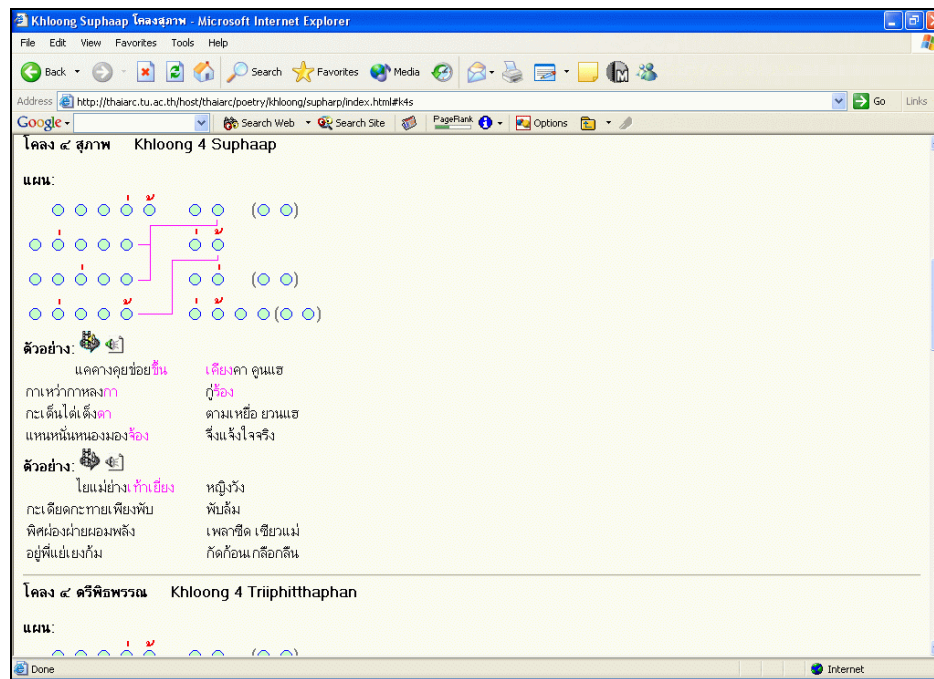 Khloong Suphaap โคลงสุภาพ - Microsoft Internet Explorer
File Edit View Favorites Tools Help
Back Search Favorites Media
Address http://thaiarc.tu.ac.th/host/thaiarc/poetry/khloong/supharp/index.html#k4s Go Links
Google Search Web Search Site PageRank Options
โคลง ๔ สุภาพ Khloong 4 Suphaap
แผน:
ตัวอย่าง:
แคคางคุยช่อยขึ้น เคียงคา คูนแฮ
กาเหว่ากาหลงกา กู่ร้อง
กะเต็นไต่เต็งตา ตามเหยื่อ ยวนแฮ
แหนหนั่นหนองมองจ้อง จึ่งแจ้งใจจริง
ตัวอย่าง:
ไยแม่ย่างเท้าเยี่ยง หญิงวัง
กะเดียดกะทายเพียงพับ พับล้ม
พิศผ่องผ่ายผอมพลัง เพลาซีด เซียวแม่
อยู่พี่แย่เยงก้ม กัดก้อนเกลือกลืน
โคลง ๔ ตรีพิธพรรณ Khloong 4 Triiphitthaphan
แผน:
Done Internet